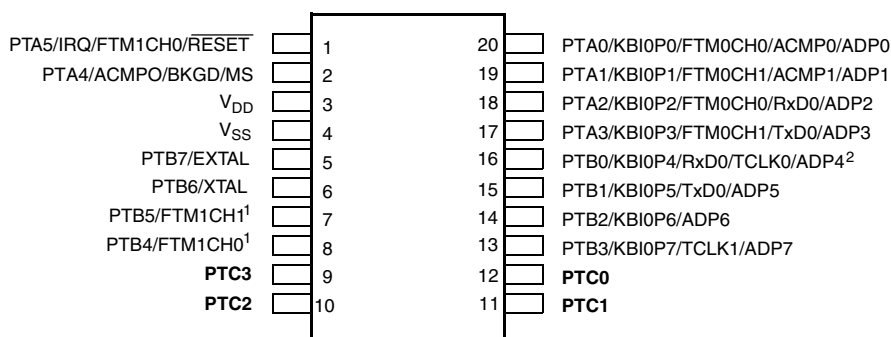 PTA5/IRQ/FTM1CH0/RESET 1 20 PTA0/KBI0P0/FTM0CH0/ACMP0/ADP0
PTA4/ACMPO/BKGD/MS 2 19 PTA1/KBI0P1/FTM0CH1/ACMP1/ADP1
VDD 3 18 PTA2/KBI0P2/FTM0CH0/RxD0/ADP2
VSS 4 17 PTA3/KBI0P3/FTM0CH1/TxD0/ADP3
PTB7/EXTAL 5 16 PTB0/KBI0P4/RxD0/TCLK0/ADP4²
PTB6/XTAL 6 15 PTB1/KBI0P5/TxD0/ADP5
PTB5/FTM1CH1¹ 7 14 PTB2/KBI0P6/ADP6
PTB4/FTM1CH0¹ 8 13 PTB3/KBI0P7/TCLK1/ADP7
PTC3 9 12 PTC0
PTC2 10 11 PTC1